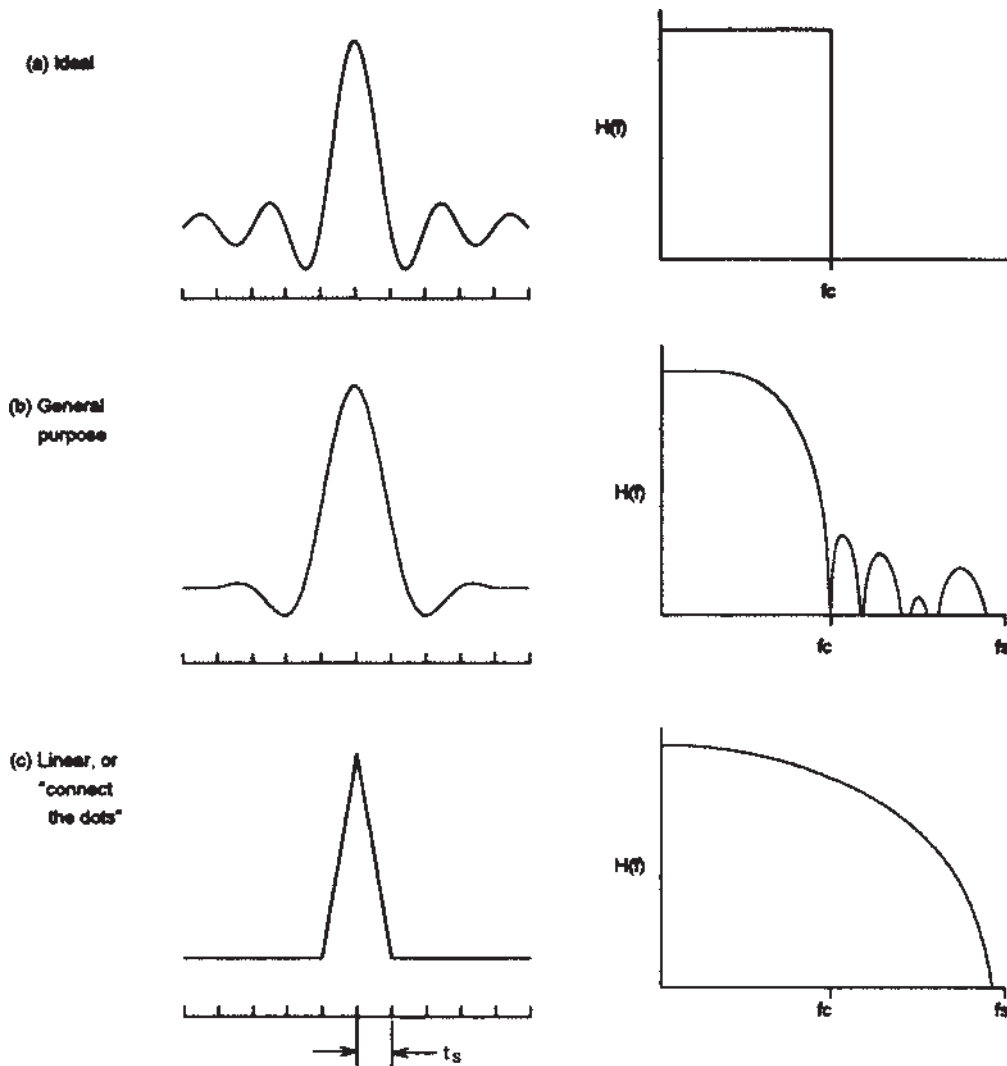 (a) Ideal
H(f)
fc
(b) General
purpose
H(f)
fc
fs
(c) Linear, or
"connect
the dots"
H(f)
fc
fs
ts